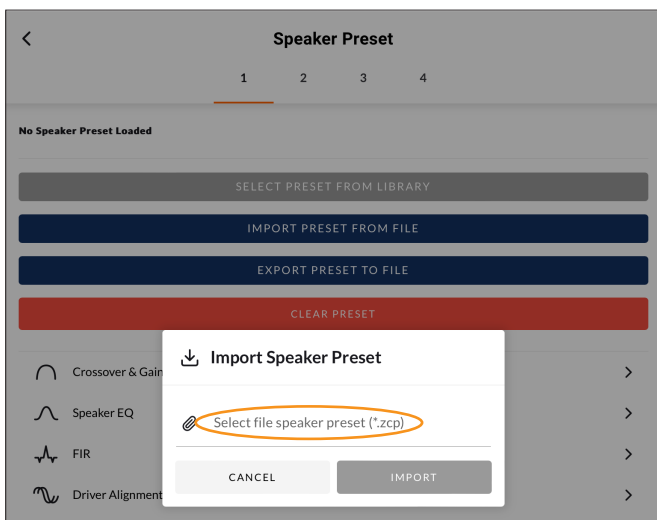 Speaker Preset
1 2 3 4
No Speaker Preset Loaded
SELECT PRESET FROM LIBRARY
IMPORT PRESET FROM FILE
EXPORT PRESET TO FILE
CLEAR PRESET
Import Speaker Preset
Crossover & Gain
Select file speaker preset (*.zcp)
Speaker EQ
FIR
CANCEL IMPORT
Driver Alignment